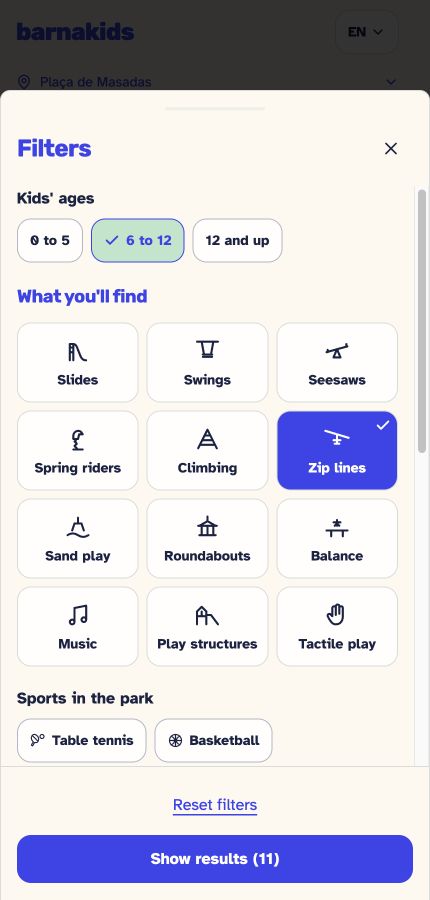 barnakids
EN
Plaça de Masadas
Filters
Kids' ages
0 to 5
6 to 12
12 and up
What you'll find
Slides
Swings
Seesaws
Spring riders
Climbing
Zip lines
Sand play
Roundabouts
Balance
Music
Play structures
Tactile play
Sports in the park
Table tennis
Basketball
Reset filters
Show results (11)